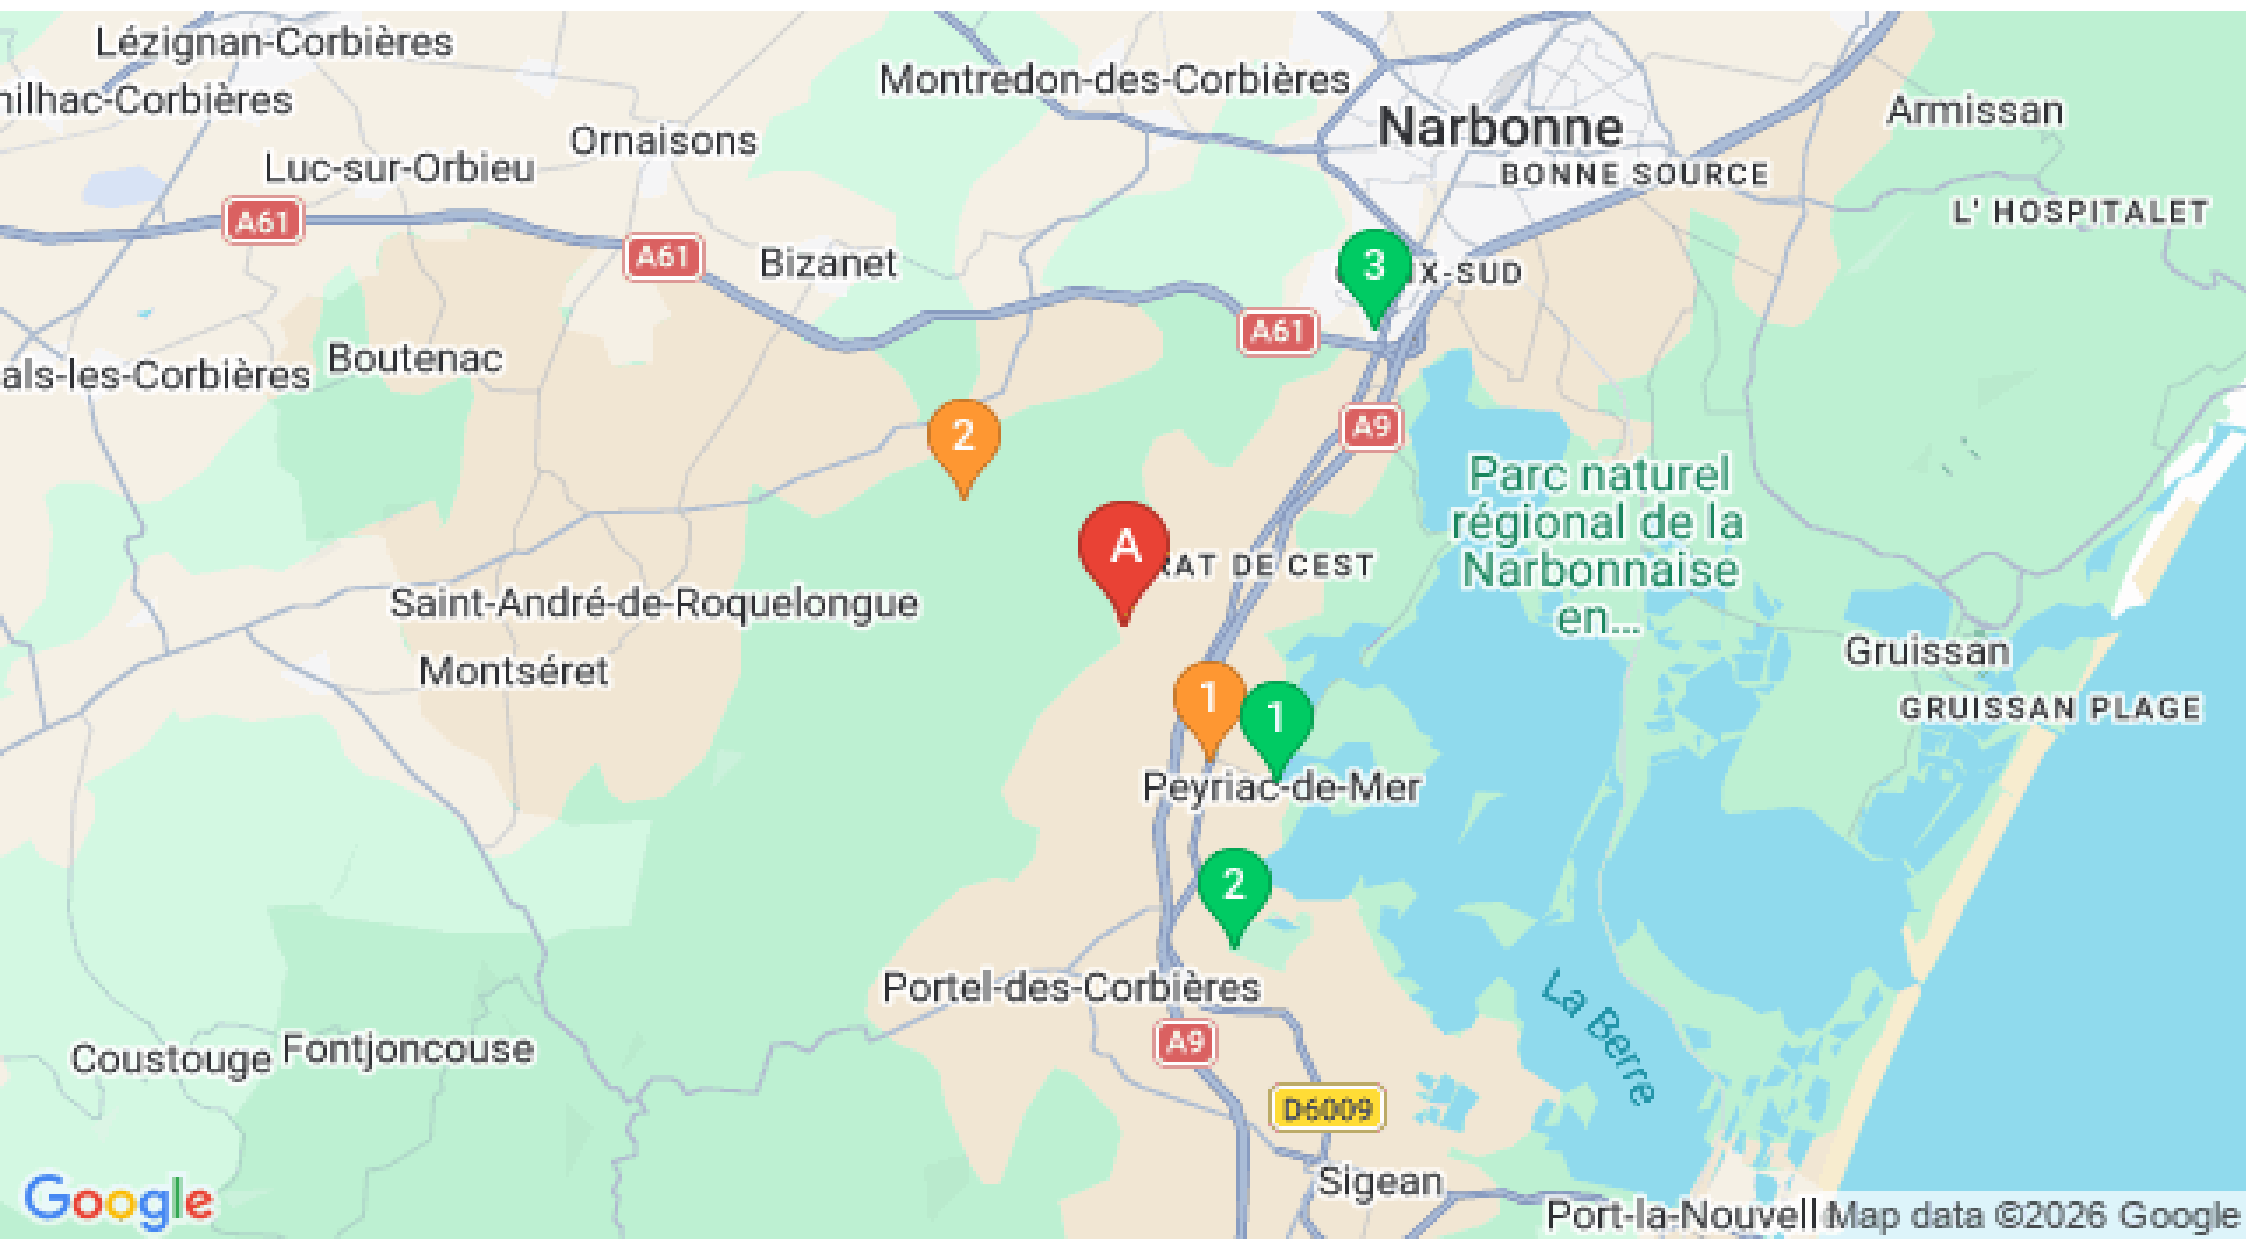 Lézignan-Corbières
Montredon-des-Corbières
Armissan
Narbonne
Ornaisons
Luc-sur-Orbieu
BONNE SOURCE
L' HOSPITALET
A61
A61
Bizanet
3
X-SUD
A61
Boutenac
als-les-Corbières
A9
2
Parc naturel
régional de la
Narbonnaise
en...
A
RAT DE CEST
Saint-André-de-Roquelongue
Gruissan
Montséret
GRUISSAN PLAGE
1
1
Peyriac-de-Mer
2
Portel-des-Corbières
La Berre
A9
Coustouge
Fontjoncouse
D6009
Sigean
Google
Port-la-Nouvell
Map data ©2026 Google